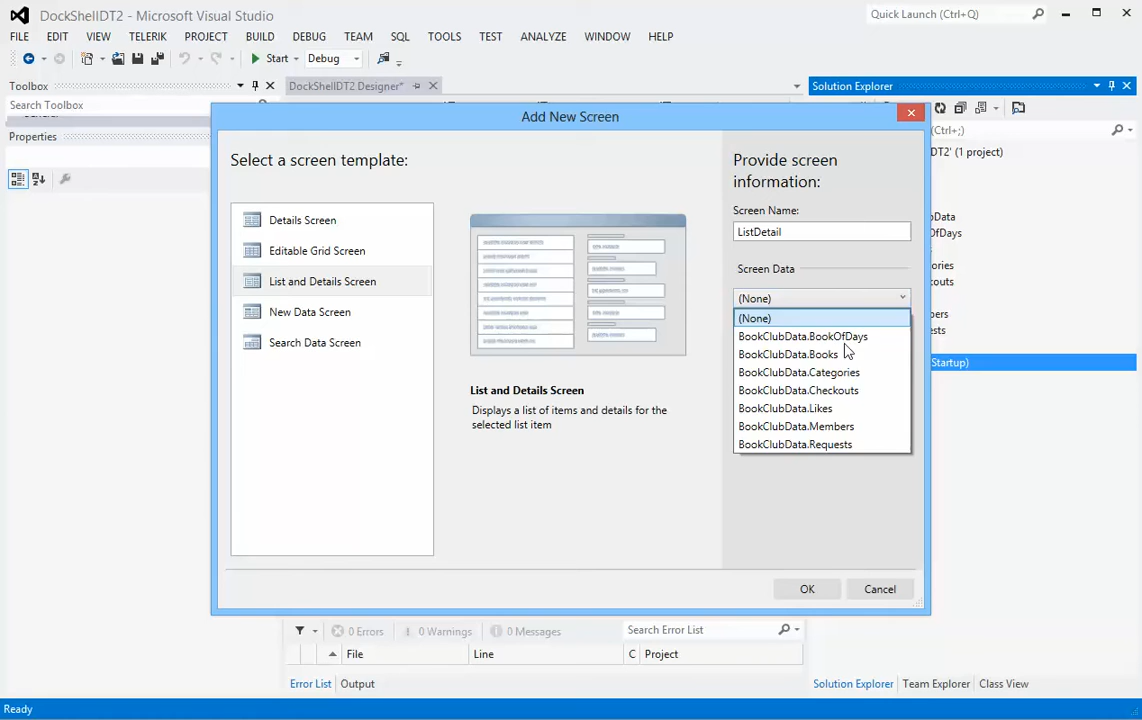 DockShellDT2 - Microsoft Visual Studio
Quick Launch (Ctrl+Q)
FILE EDIT VIEW TELERIK PROJECT BUILD DEBUG TEAM SQL TOOLS TEST ANALYZE WINDOW HELP
Start Debug
Toolbox
DockShellDT2 Designer*
Solution Explorer
Search Toolbox
General
Properties
Add New Screen
(Ctrl+;)
DT2' (1 project)
Select a screen template:
Details Screen
Editable Grid Screen
List and Details Screen
New Data Screen
Search Data Screen
List and Details Screen
Displays a list of items and details for the
selected list item
Provide screen
information:
Screen Name:
ListDetail
Screen Data
(None)
(None)
BookClubData.BookOfDays
BookClubData.Books
BookClubData.Categories
BookClubData.Checkouts
BookClubData.Likes
BookClubData.Members
BookClubData.Requests
OK Cancel
bData
OfDays
s
ories
outs
bers
ests
Startup)
0 Errors 0 Warnings 0 Messages Search Error List
File Line C Project
Error List Output
Solution Explorer Team Explorer Class View
Ready